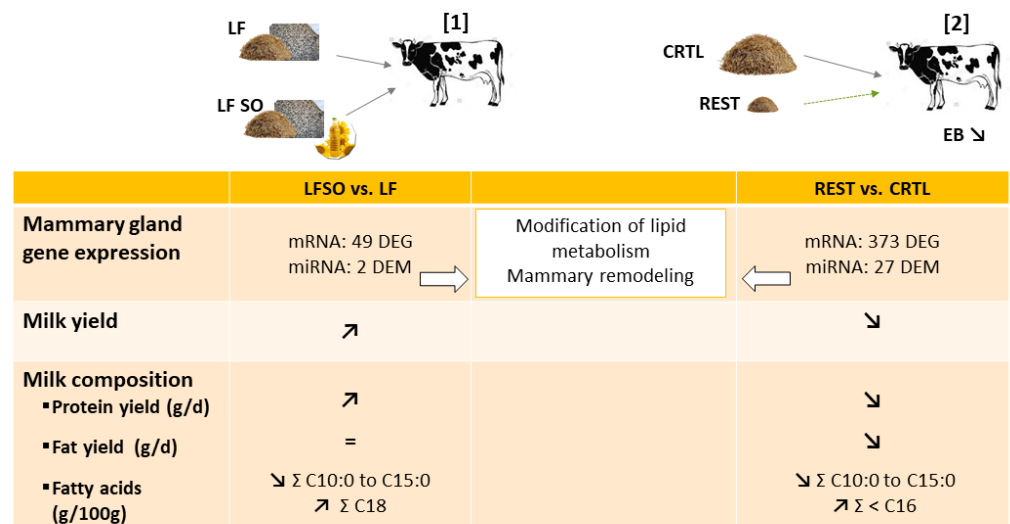 [1]
[2]
LF
CRTL
LF SO
REST
EB ↘
LFSO vs. LF
REST vs. CRTL
Mammary gland
gene expression
mRNA: 49 DEG
miRNA: 2 DEM
Modification of lipid
metabolism
Mammary remodeling
mRNA: 373 DEG
miRNA: 27 DEM
Milk yield
↗
↘
Milk composition
▪Protein yield (g/d)
↗
↘
▪Fat yield (g/d)
=
↘
▪Fatty acids
(g/100g)
↘ Σ C10:0 to C15:0
↗ Σ C18
↘ Σ C10:0 to C15:0
↗ Σ < C16